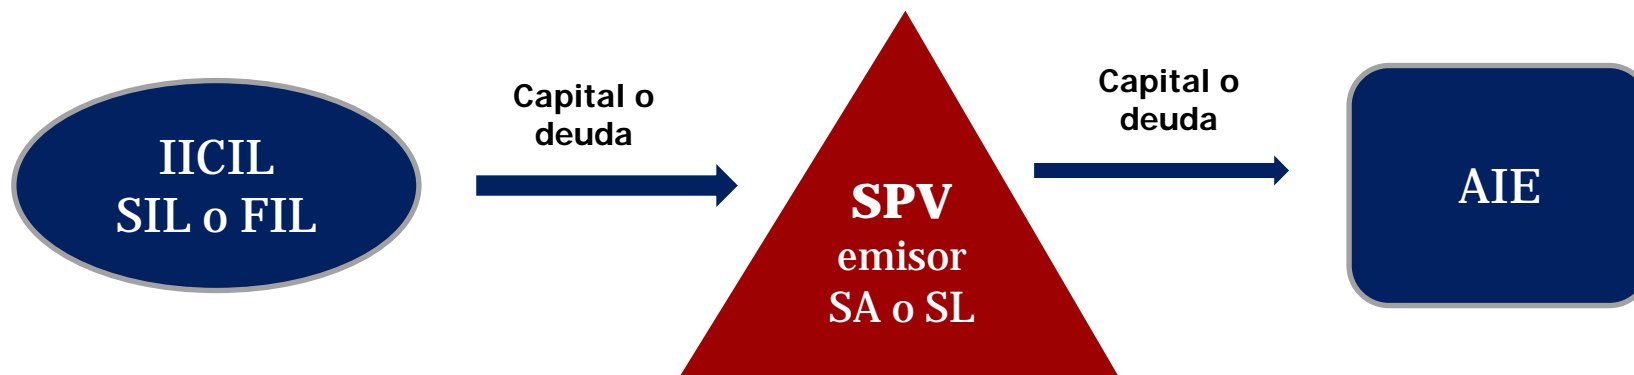 IICIL
SIL o FIL
Capital o
deuda
SPV
emisor
SA o SL
Capital o
deuda
AIE